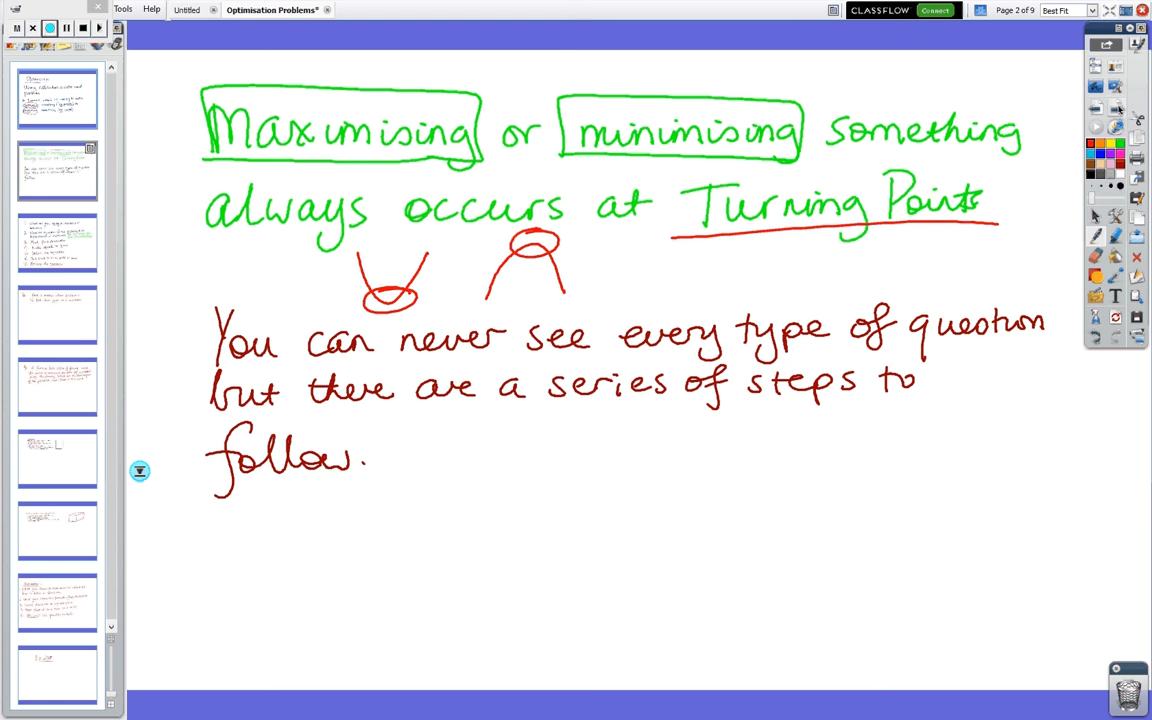 Tools Help Untitled Optimisation Problems* CLASSFLOW Connect Page 2 of 9 Best Fit
Maximising or minimising something
always occurs at Turning Points
You can never see every type of question
but there are a series of steps to
follow.